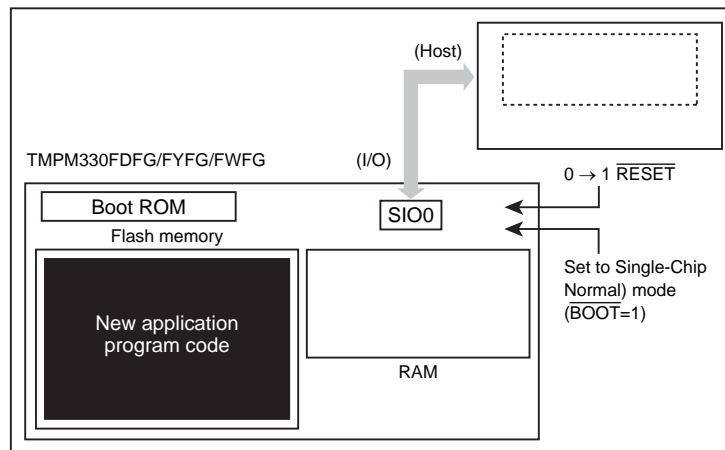 (Host)
TMPM330FDFG/FYFG/FWFG
(I/O)
0 → 1 RESET
Boot ROM
SIO0
Flash memory
Set to Single-Chip
Normal) mode
(BOOT=1)
New application
program code
RAM